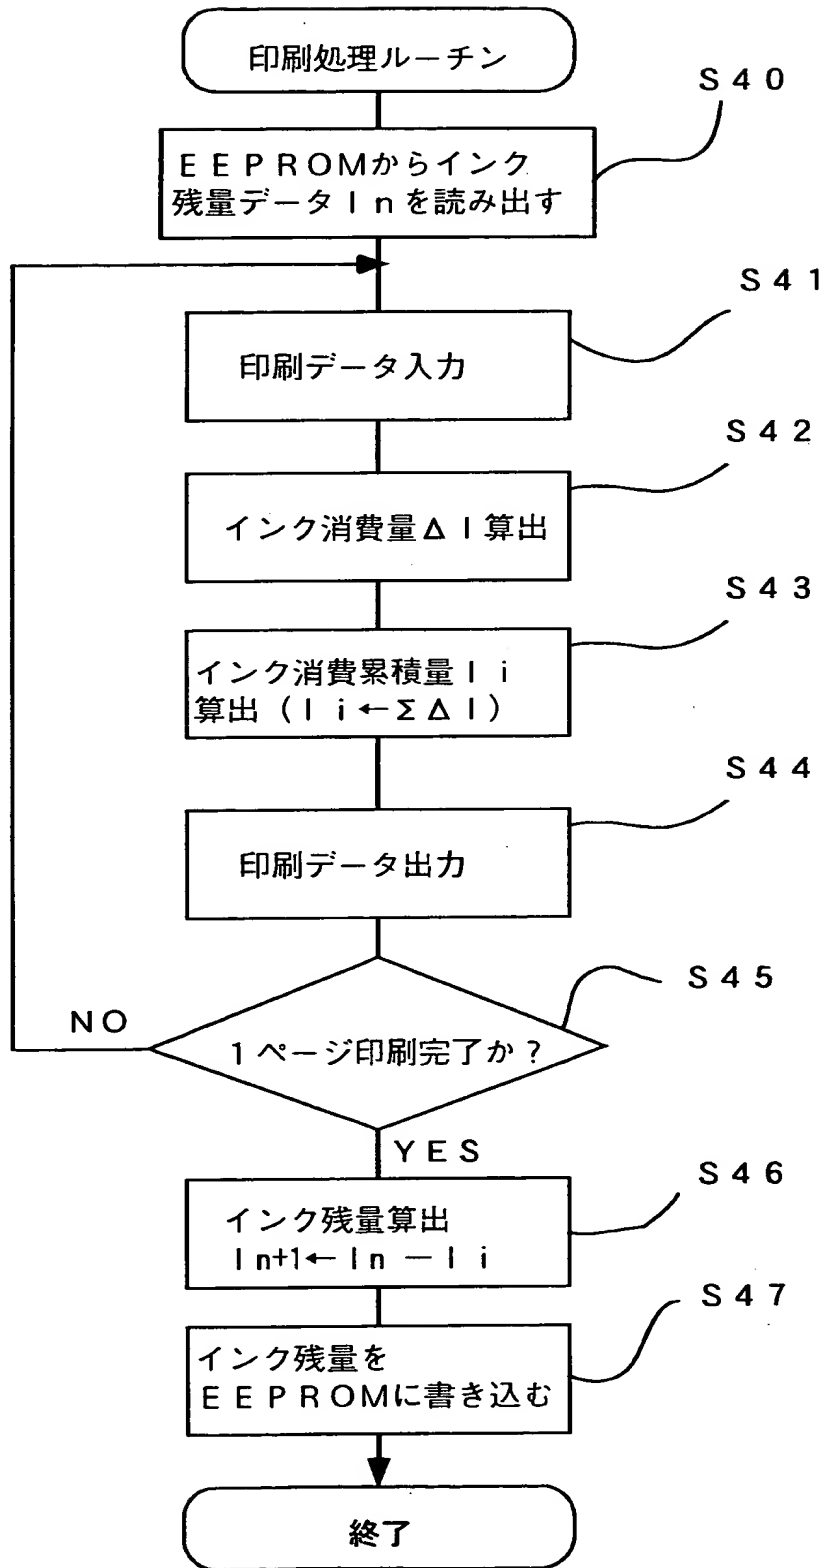 印刷処理ルーチン
S40
EEPROMからインク
残量データInを読み出す
S41
印刷データ入力
S42
インク消費量ΔI算出
S43
インク消費累積量Ii
算出(Ii←ΣΔI)
S44
印刷データ出力
S45
NO
1ページ印刷完了か?
YES
S46
インク残量算出
In+1←In-Ii
S47
インク残量を
EEPROMに書き込む
終了